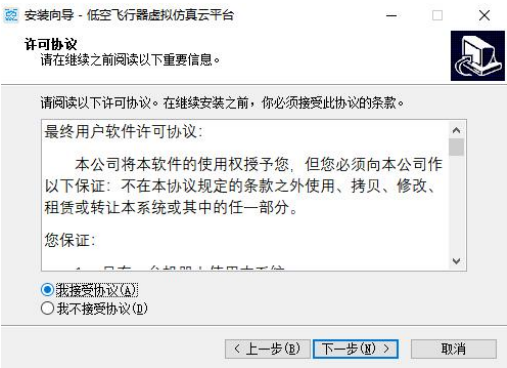 安装向导 - 低空飞行器虚拟仿真云平台
许可协议
请在继续之前阅读以下重要信息。
请阅读以下许可协议。在继续安装之前，你必须接受此协议的条款。
最终用户软件许可协议：
本公司将本软件的使用权授予您，但您必须向本公司作
以下保证：不在本协议规定的条款之外使用、拷贝、修改、
租赁或转让本系统或其中的任一部分。
您保证：
我接受协议(A)
我不接受协议(D)
< 上一步(B)
下一步(N) >
取消